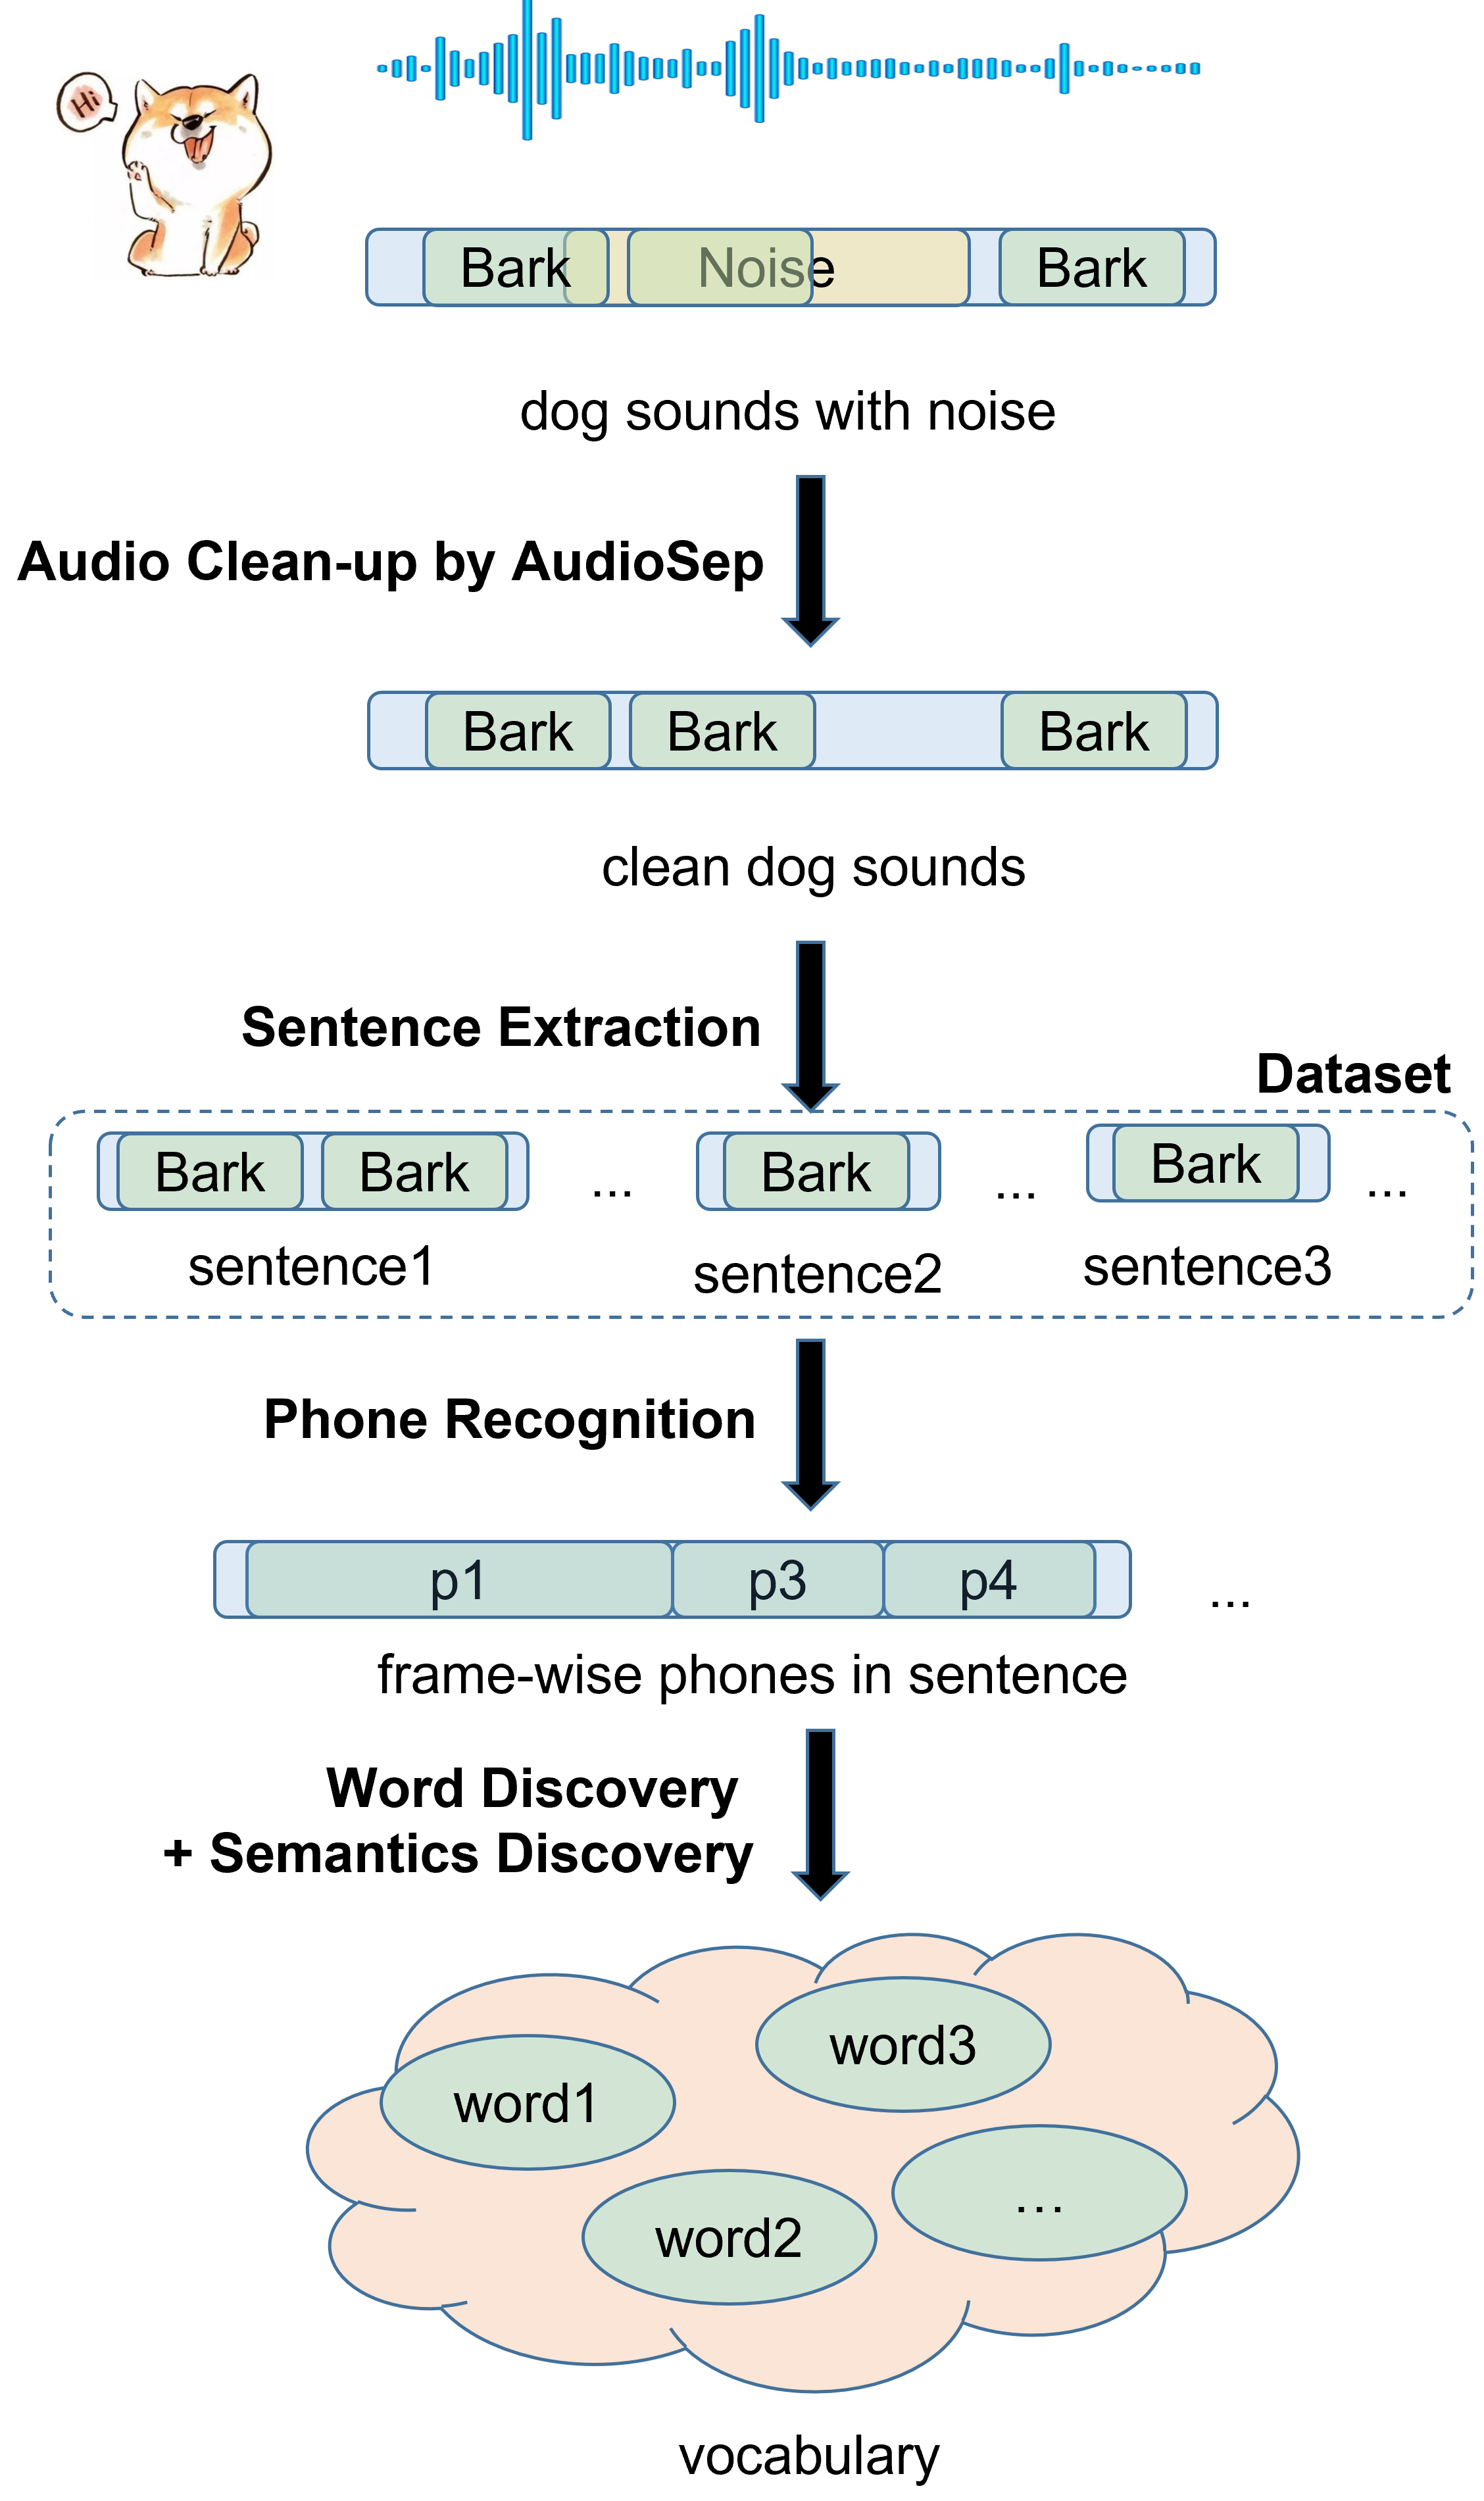 Hi
Bark Noise Bark
dog sounds with noise
Audio Clean-up by AudioSep
Bark Bark Bark
clean dog sounds
Sentence Extraction
Dataset
Bark Bark ... Bark ... Bark ...
sentence1 sentence2 sentence3
Phone Recognition
p1 p3 p4 ...
frame-wise phones in sentence
Word Discovery
+ Semantics Discovery
word3
word1
...
word2
vocabulary